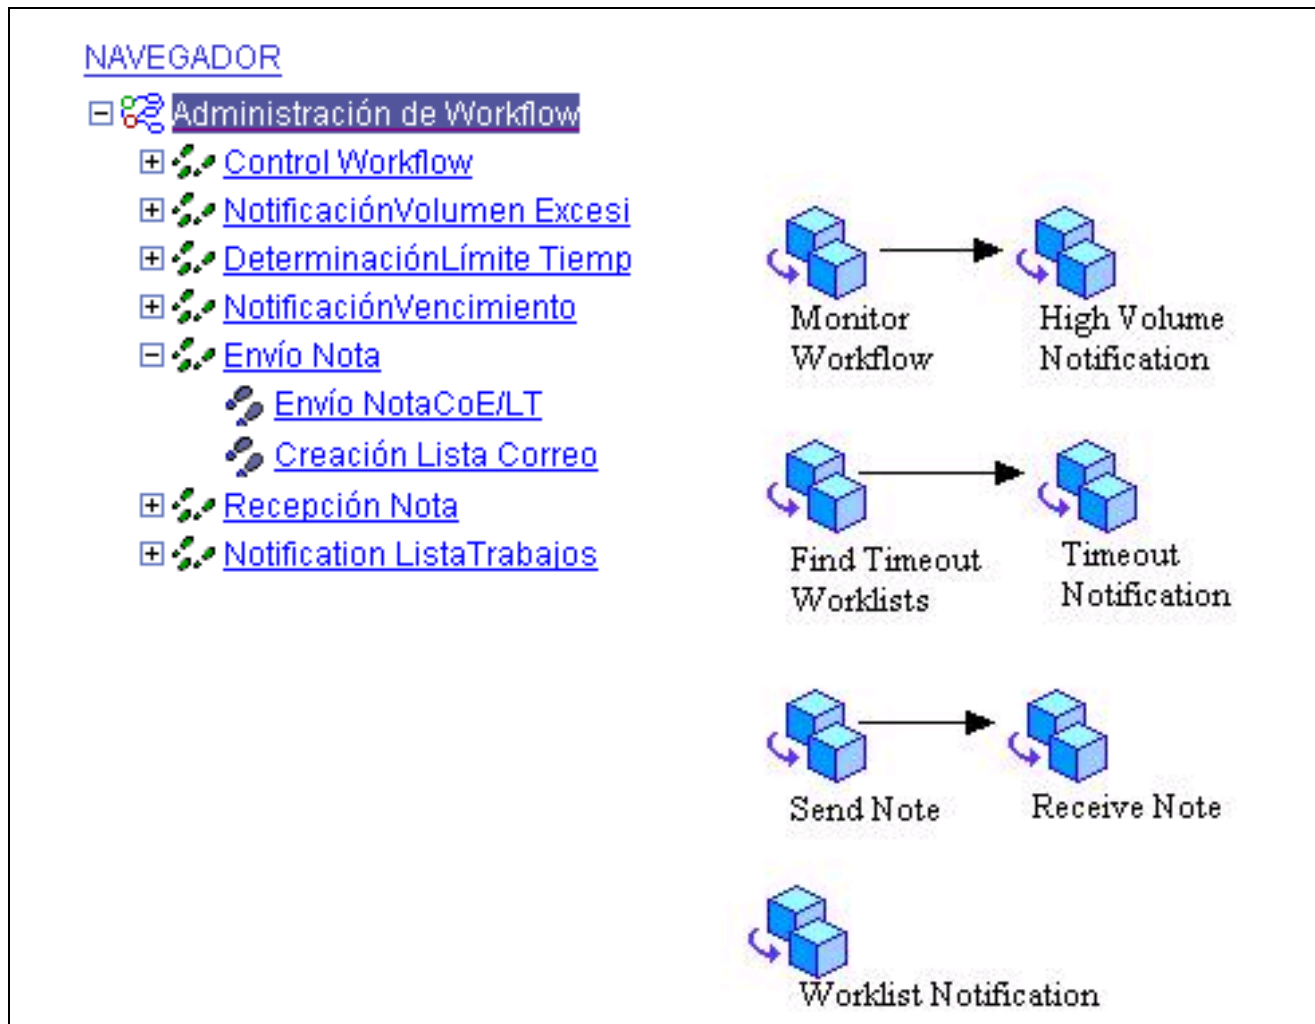 NAVEGADOR
Administración de Workflow
Control Workflow
NotificaciónVolumen Excesi
DeterminaciónLímite Tiemp
NotificaciónVencimiento
Envío Nota
Envío NotaCoE/LT
Creación Lista Correo
Recepción Nota
Notification ListaTrabajos
Monitor
Workflow
High Volume
Notification
Find Timeout
Worklists
Timeout
Notification
Send Note
Receive Note
Worklist Notification